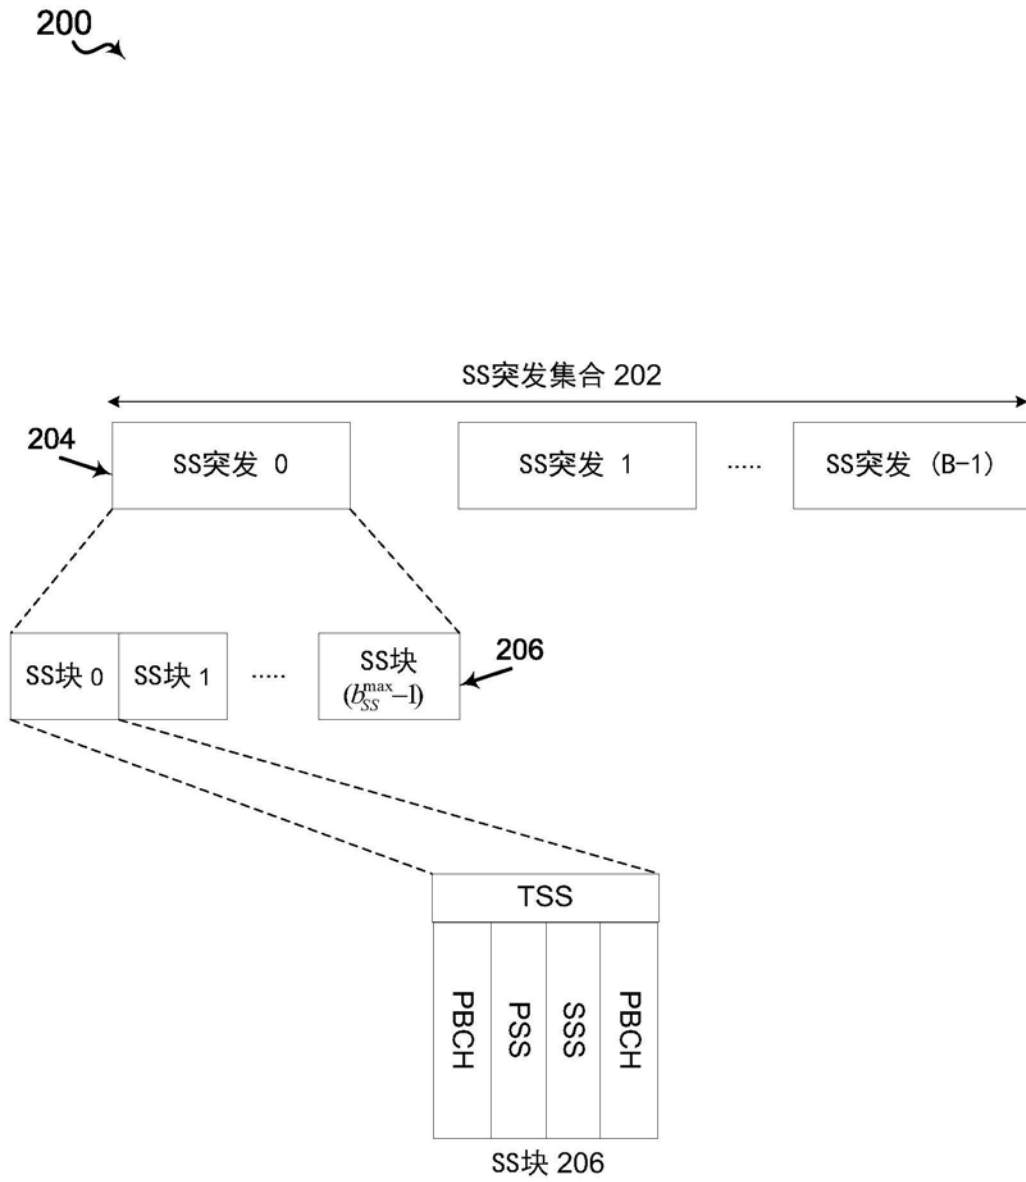 200
SS突发集合 202
204
SS突发 0
SS突发 1
.....
SS突发 (B-1)
SS块 0
SS块 1
.....
SS块
(b_{SS}^{max}-1)
206
TSS
PBCH
PSS
SSS
PBCH
SS块 206